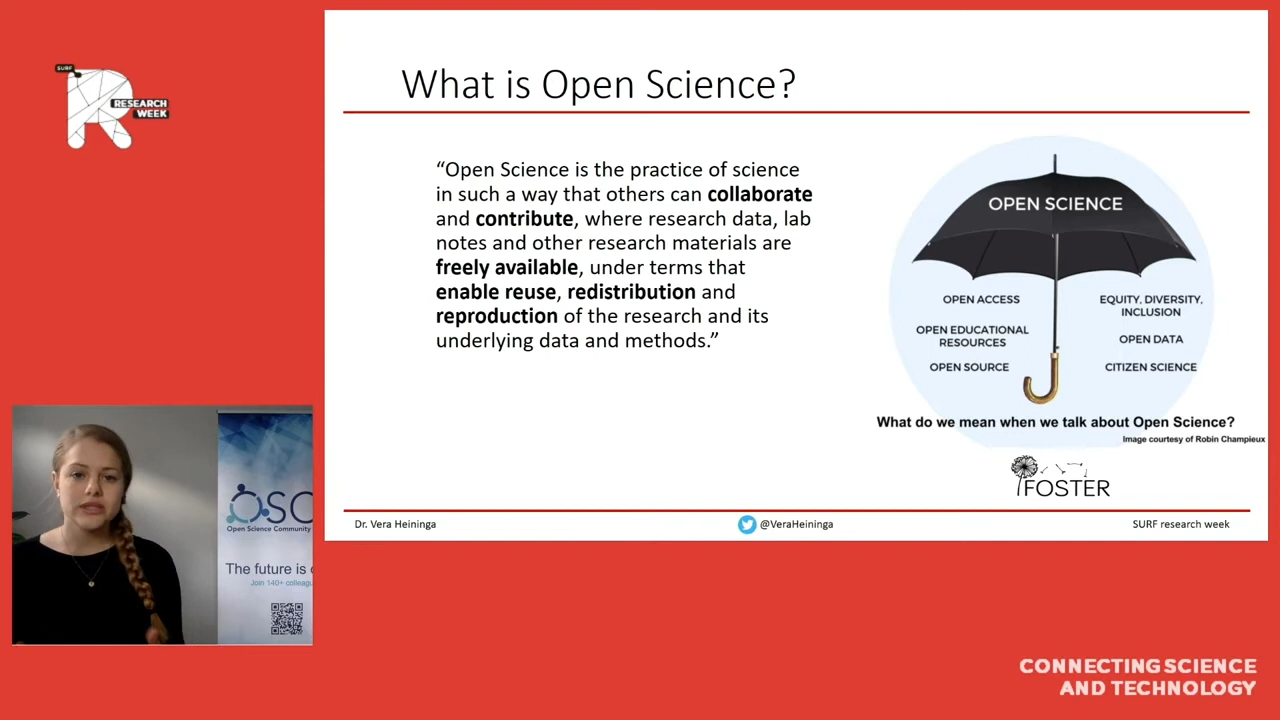 SURF
RESEARCH
WEEK
What is Open Science?
“Open Science is the practice of science
in such a way that others can collaborate
and contribute, where research data, lab
notes and other research materials are
freely available, under terms that
enable reuse, redistribution and
reproduction of the research and its
underlying data and methods.”
OPEN SCIENCE
OPEN ACCESS
OPEN EDUCATIONAL
RESOURCES
OPEN SOURCE
EQUITY, DIVERSITY,
INCLUSION
OPEN DATA
CITIZEN SCIENCE
What do we mean when we talk about Open Science?
Image courtesy of Robin Champieux
FOSTER
Dr. Vera Heininga
@VeraHeininga
SURF research week
OSC
Open Science Community
The future is
Join 140+
CONNECTING SCIENCE
AND TECHNOLOGY